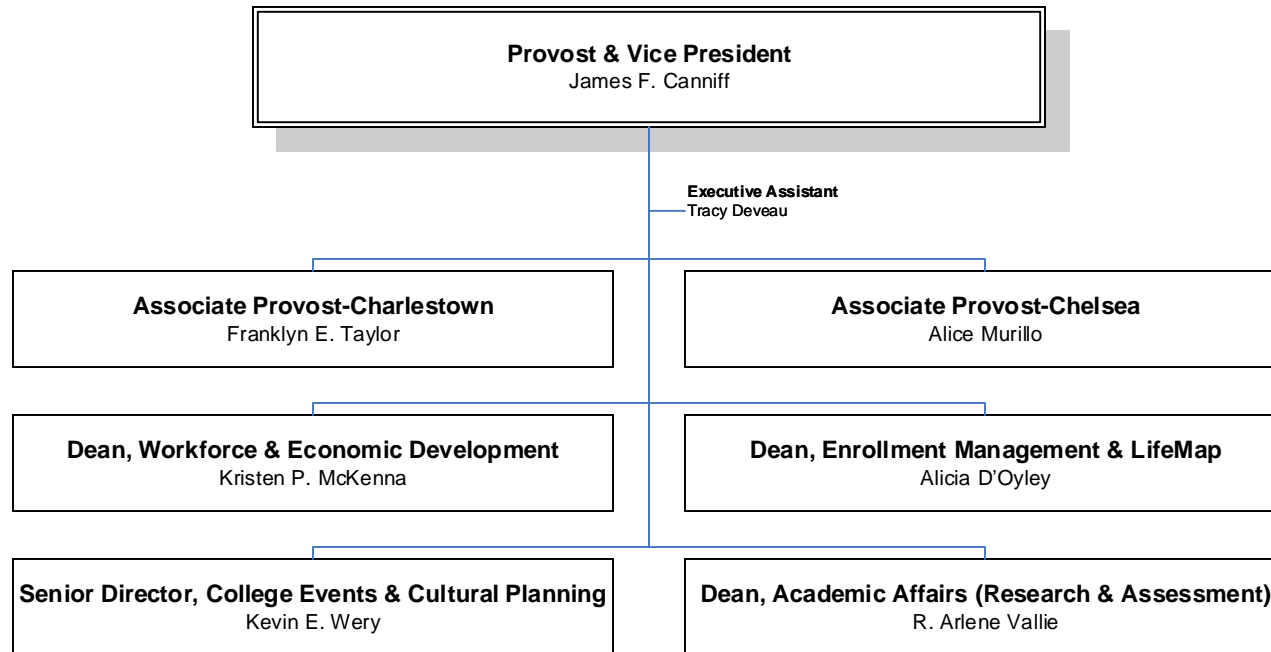 Provost & Vice President
James F. Canniff
Executive Assistant
Tracy Deveau
Associate Provost-Charlestown
Franklyn E. Taylor
Associate Provost-Chelsea
Alice Murillo
Dean, Workforce & Economic Development
Kristen P. McKenna
Dean, Enrollment Management & LifeMap
Alicia D’Oyley
Senior Director, College Events & Cultural Planning
Kevin E. Wery
Dean, Academic Affairs (Research & Assessment)
R. Arlene Vallie